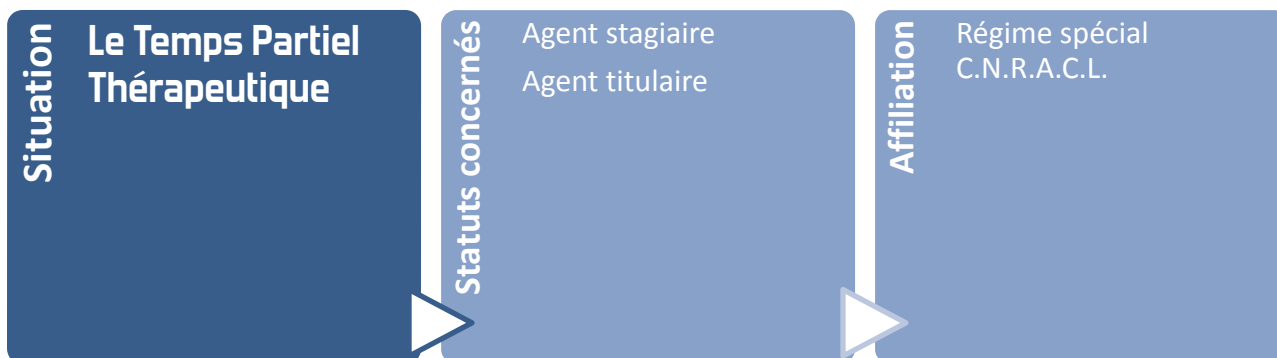 Situation
Le Temps Partiel
Thérapeutique
Statuts concernés
Agent stagiaire
Agent titulaire
Affiliation
Régime spécial
C.N.R.A.C.L.